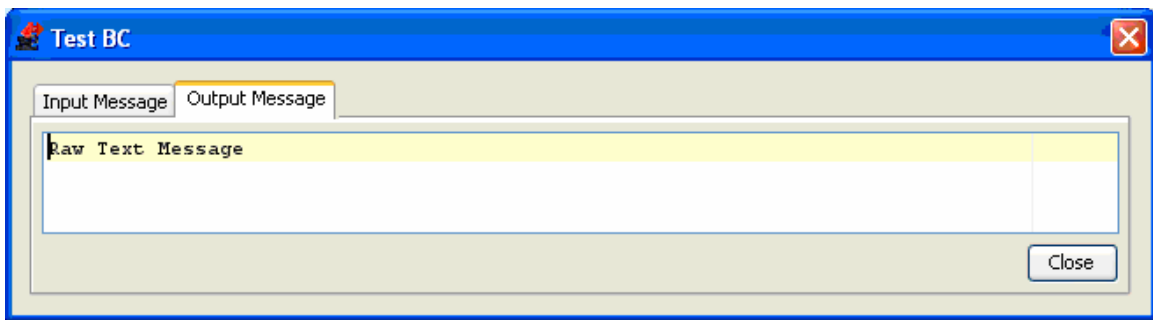 Test BC
Input Message Output Message
Raw Text Message
Close